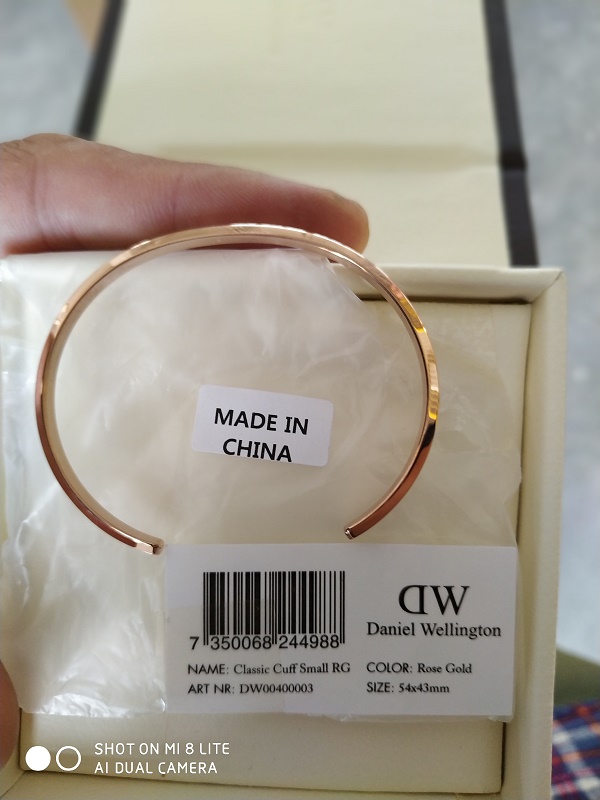 MADE IN
CHINA
7 350068 244988
DW
Daniel Wellington
NAME: Classic Cuff Small RG
COLOR: Rose Gold
ART NR: DW00400003
SIZE: 54x43mm
SHOT ON MI 8 LITE
AI DUAL CAMERA